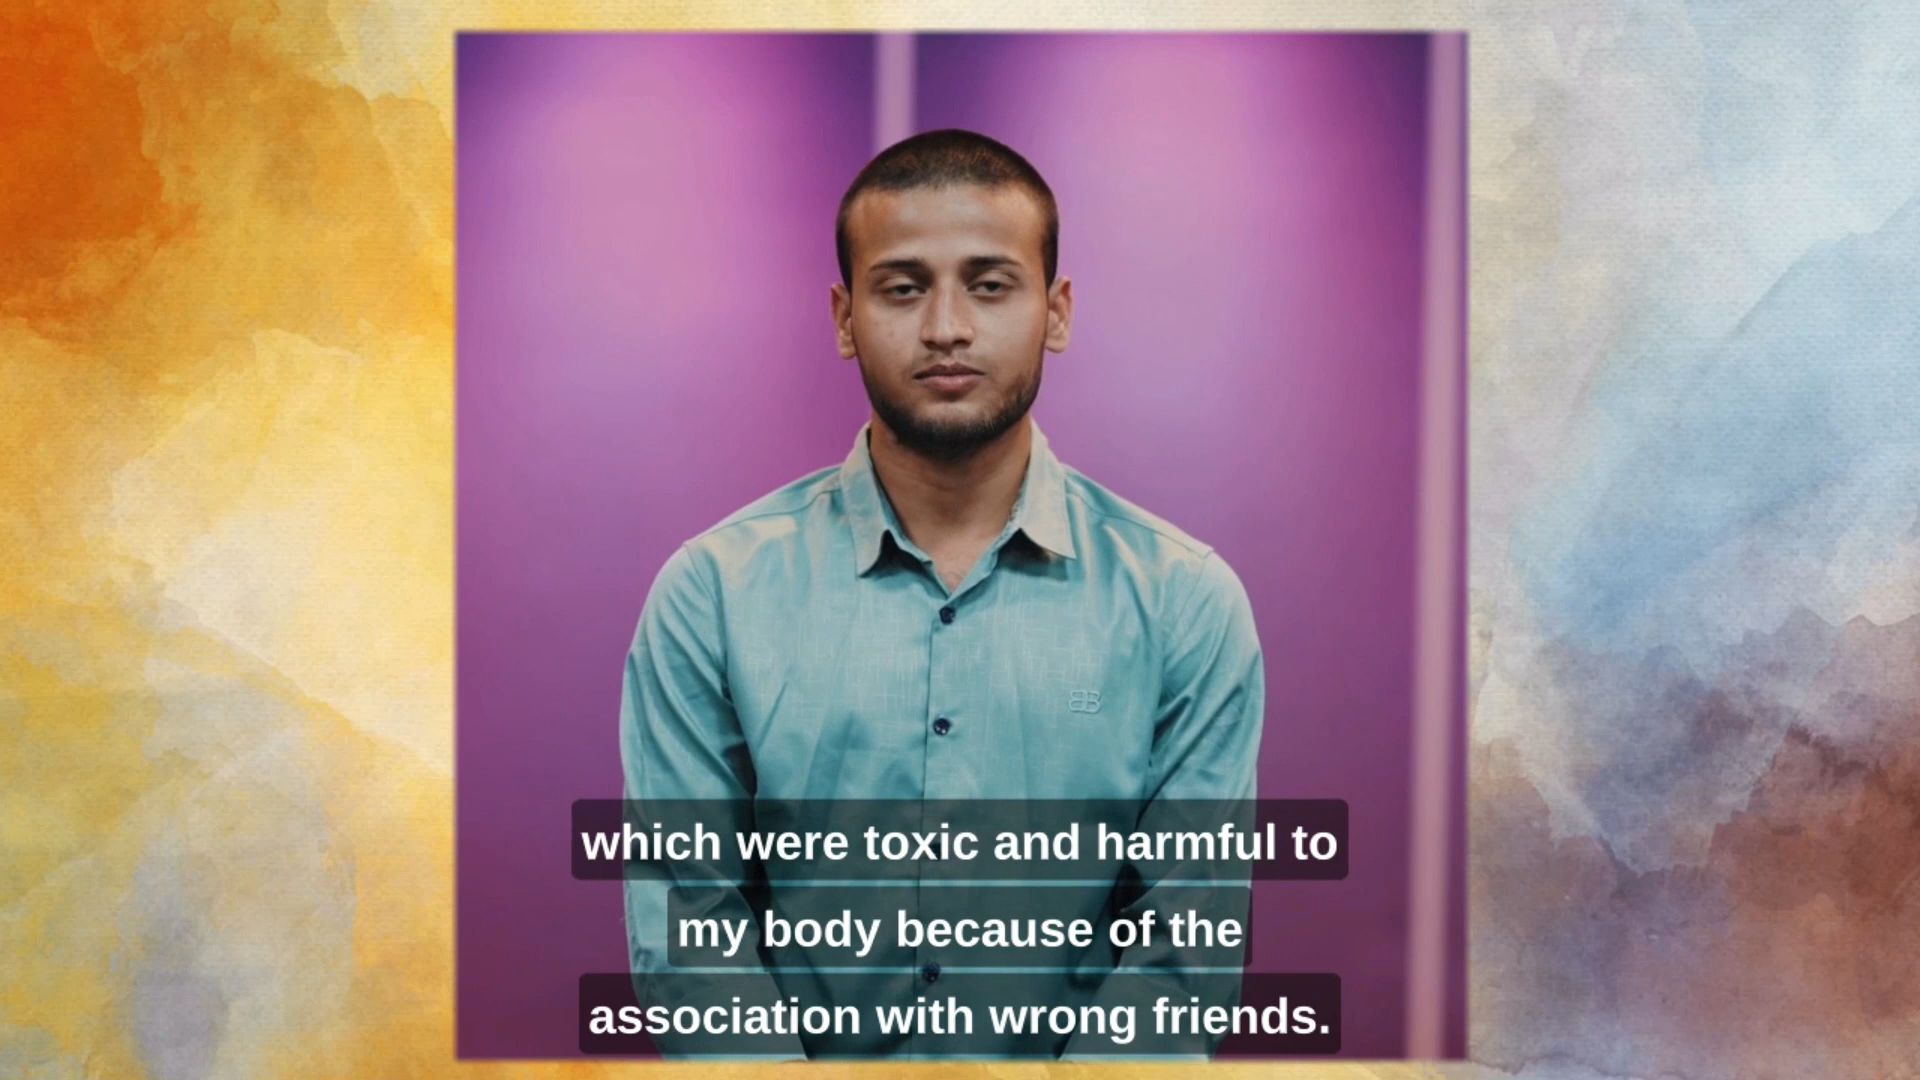 which were toxic and harmful to
my body because of the
association with wrong friends.